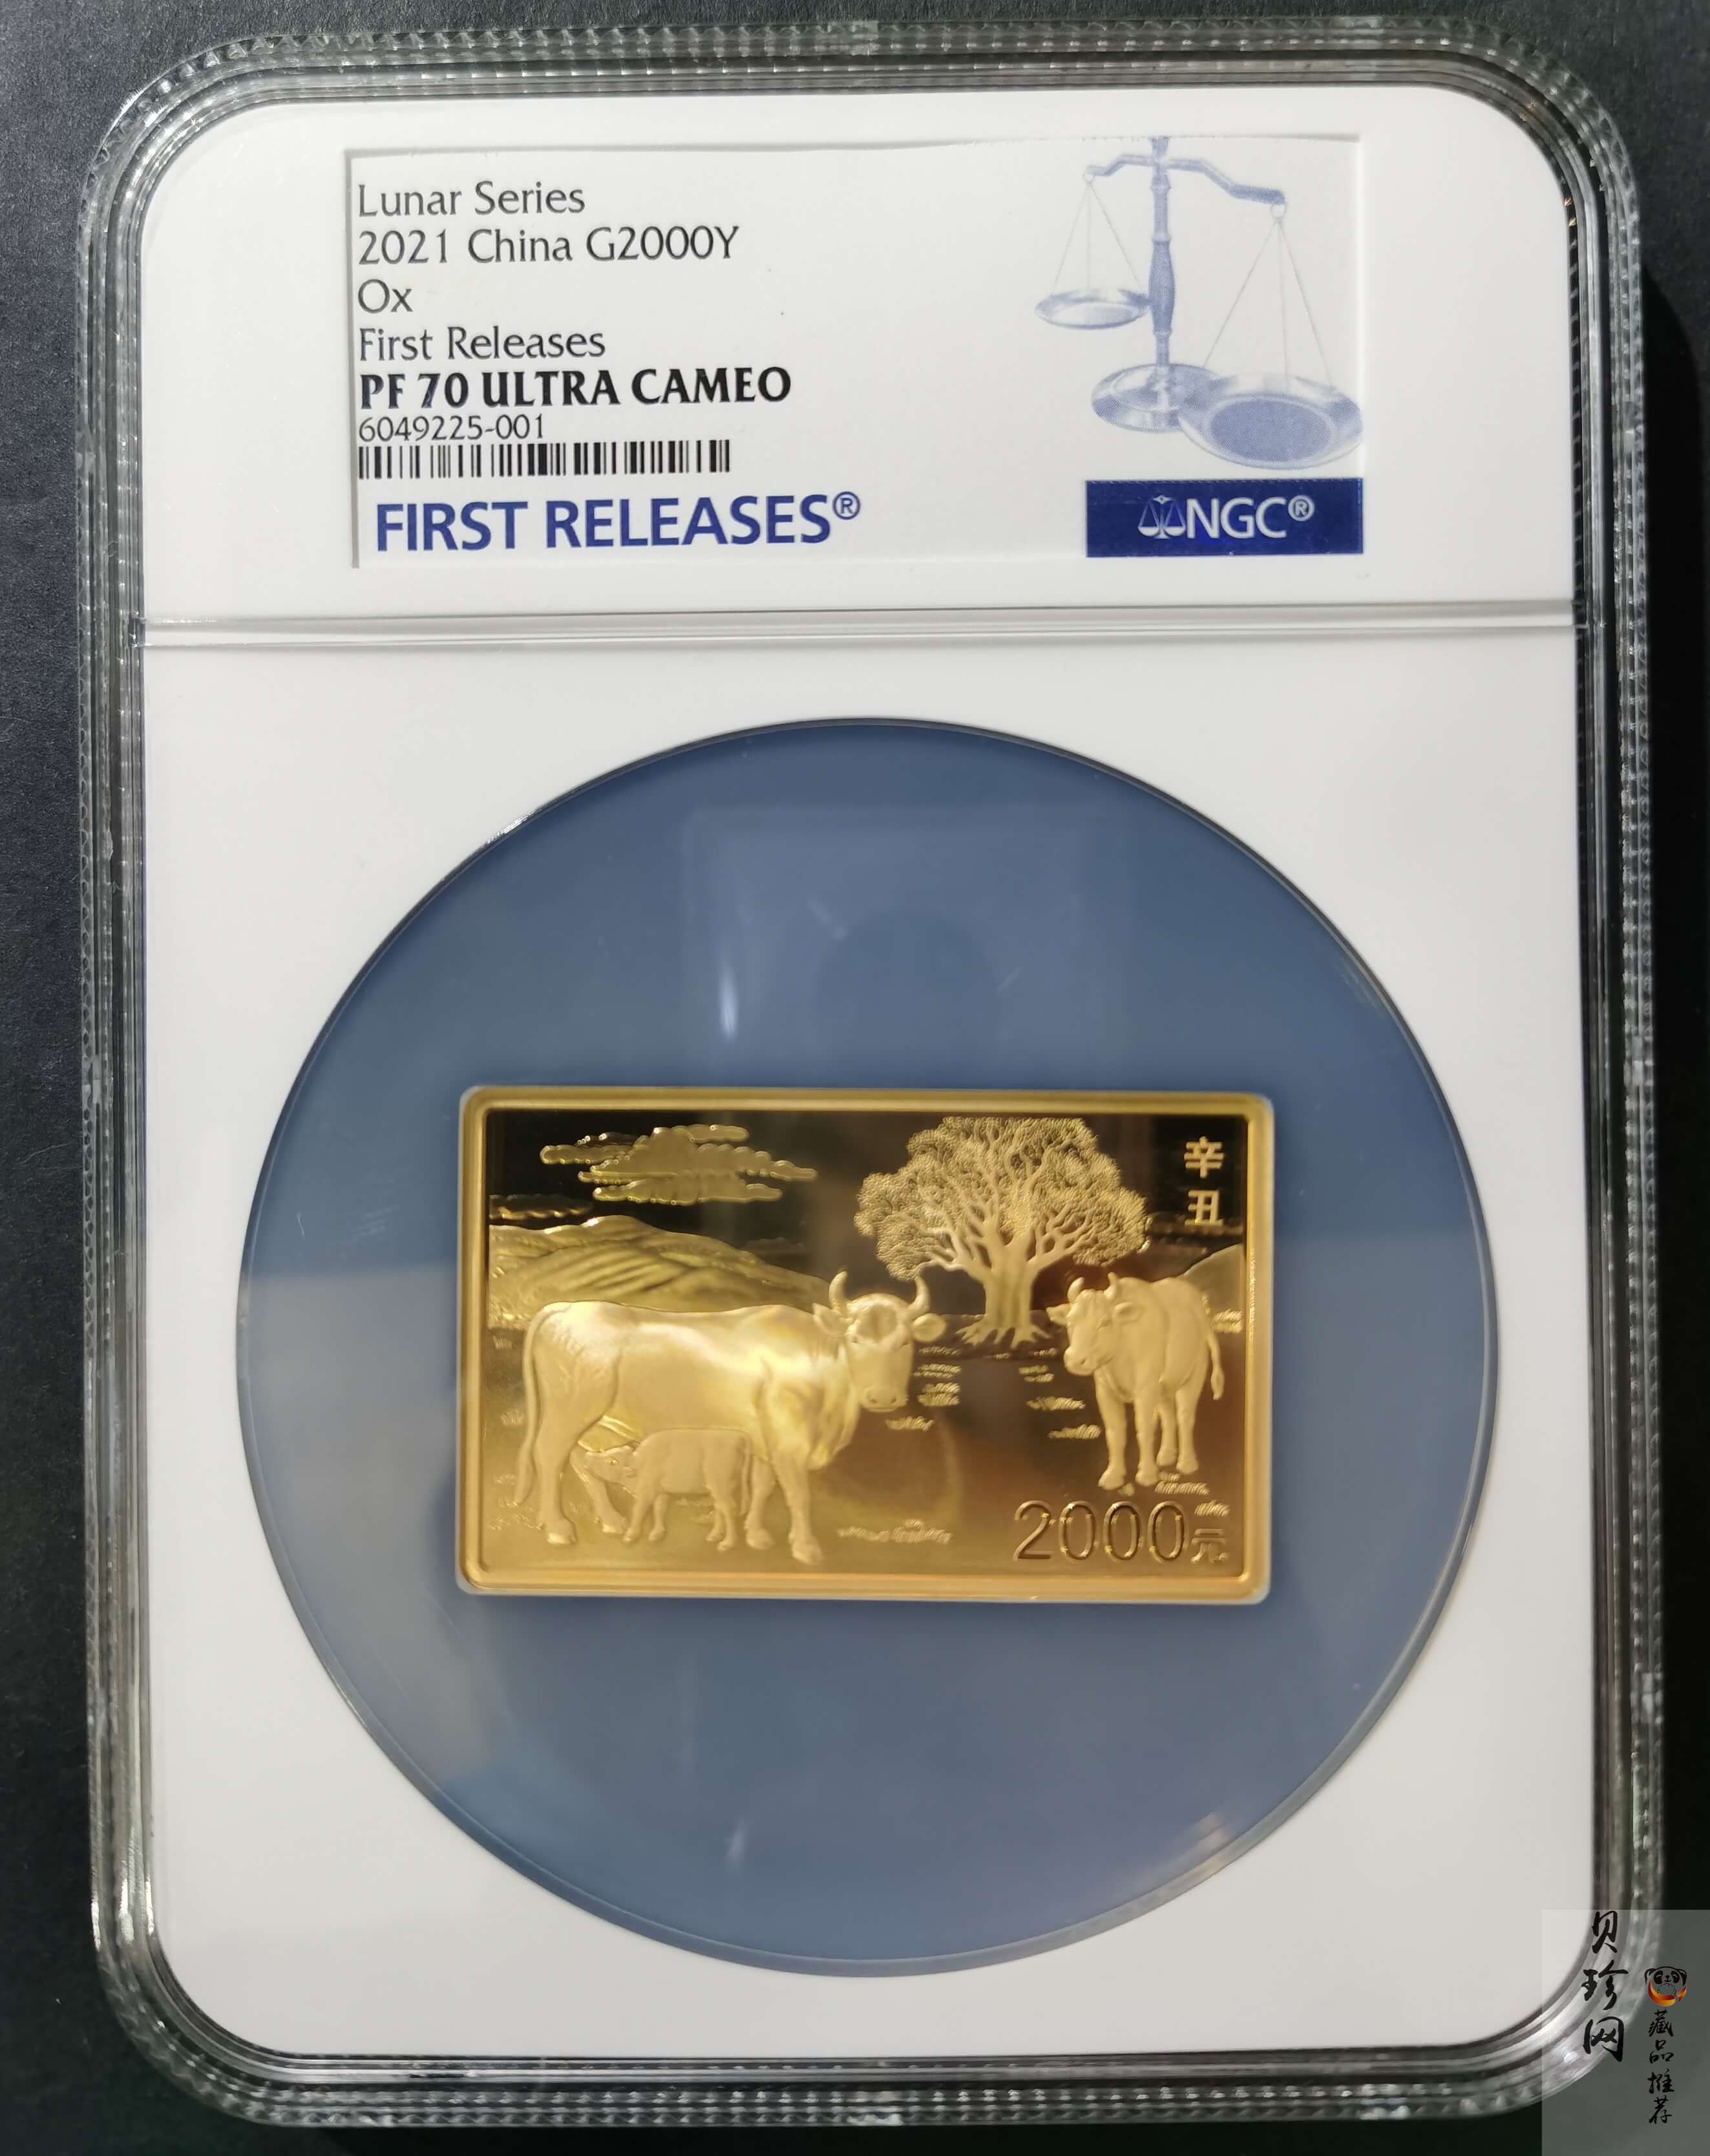 Lunar Series
2021 China G2000Y
Ox
First Releases
PF 70 ULTRA CAMEO
6049225-001
FIRST RELEASES®
NGC®
辛丑
2000元
贝珍网
藏品推荐